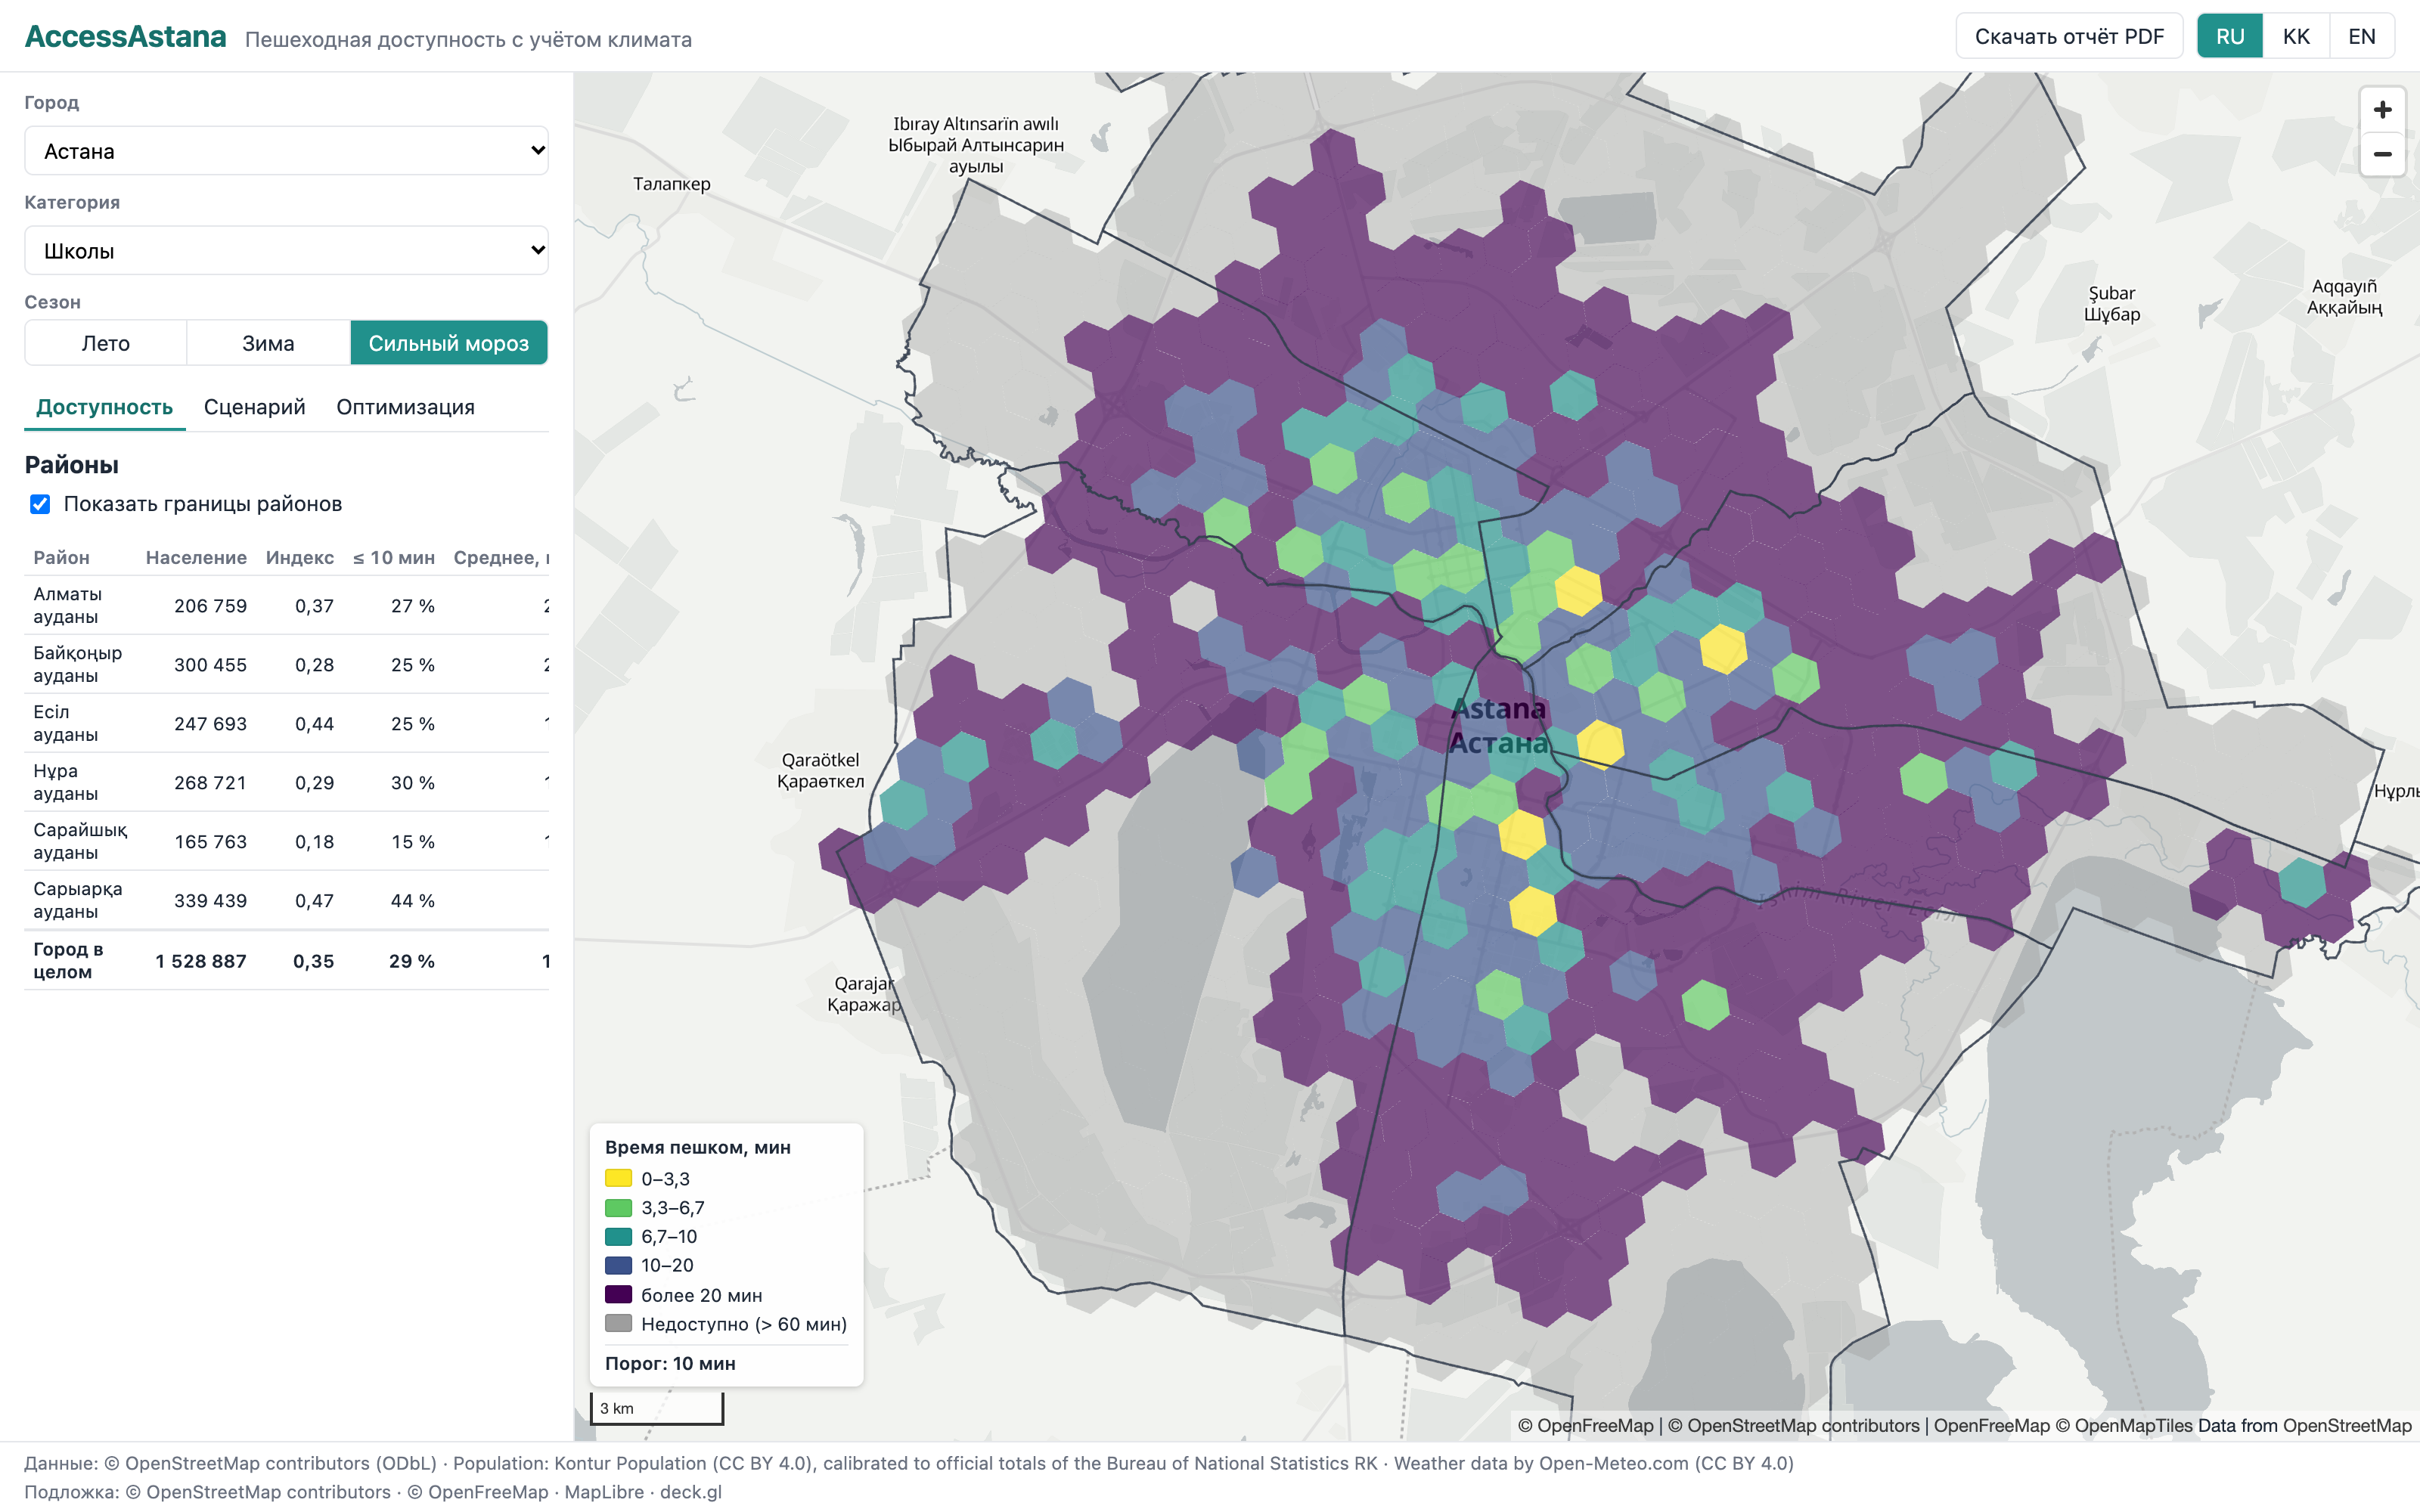 AccessAstana
Пешеходная доступность с учётом климата
Скачать отчёт PDF
RU
KK
EN
Город
Астана
Категория
Школы
Сезон
Лето
Зима
Сильный мороз
Доступность
Сценарий
Оптимизация
Районы
Показать границы районов
Район Население Индекс ≤ 10 мин Среднее,
Алматы ауданы 206 759 0,37 27 %
Байқоңыр ауданы 300 455 0,28 25 %
Есіл ауданы 247 693 0,44 25 %
Нұра ауданы 268 721 0,29 30 %
Сарайшық ауданы 165 763 0,18 15 %
Сарыарқа ауданы 339 439 0,47 44 %
Город в целом 1 528 887 0,35 29 %
Ibıray Altınsarïn awılı
Ыбырай Алтынсарин
ауылы
Талапкер
Şubar
Шұбар
Aqqayıñ
Аққайың
Astana
Астана
Qaraötkel
Қараөткел
Qarajar
Қаражар
Ishim River
+
−
Время пешком, мин
0–3,3
3,3–6,7
6,7–10
10–20
более 20 мин
Недоступно (> 60 мин)
Порог: 10 мин
3 km
© OpenFreeMap | © OpenStreetMap contributors | OpenFreeMap © OpenMapTiles Data from OpenStreetMap
Данные: © OpenStreetMap contributors (ODbL) · Population: Kontur Population (CC BY 4.0), calibrated to official totals of the Bureau of National Statistics RK · Weather data by Open-Meteo.com (CC BY 4.0)
Подложка: © OpenStreetMap contributors · © OpenFreeMap · MapLibre · deck.gl